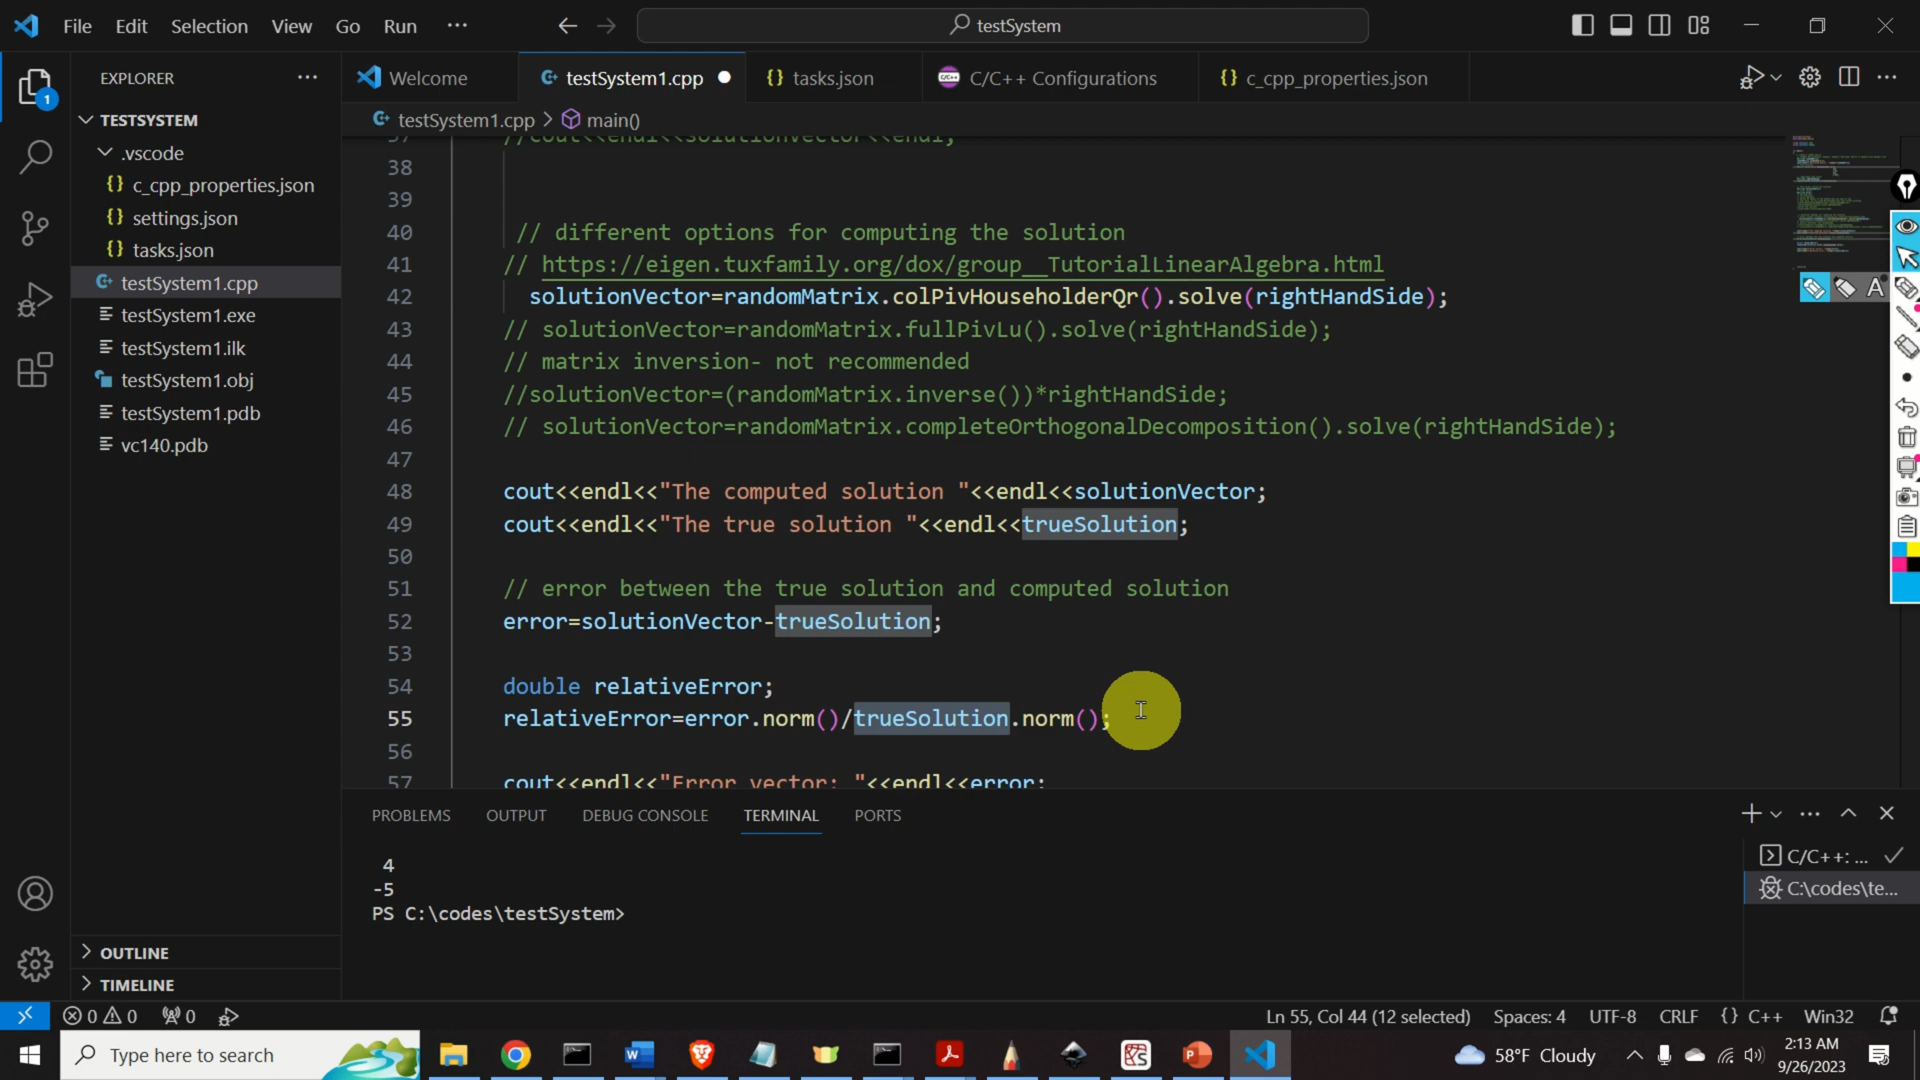 File Edit Selection View Go Run ···
testSystem
EXPLORER ···
Welcome
testSystem1.cpp
{} tasks.json
C/C++ Configurations
{} c_cpp_properties.json
testSystem1.cpp > main()
TESTSYSTEM
.vscode
{} c_cpp_properties.json
{} settings.json
{} tasks.json
testSystem1.cpp
testSystem1.exe
testSystem1.ilk
testSystem1.obj
testSystem1.pdb
vc140.pdb
OUTLINE
TIMELINE
37 //cout<<endl<<solutionVector<<endl;
38
39
40 // different options for computing the solution
41 // https://eigen.tuxfamily.org/dox/group__TutorialLinearAlgebra.html
42 solutionVector=randomMatrix.colPivHouseholderQr().solve(rightHandSide);
43 // solutionVector=randomMatrix.fullPivLu().solve(rightHandSide);
44 // matrix inversion- not recommended
45 //solutionVector=(randomMatrix.inverse())*rightHandSide;
46 // solutionVector=randomMatrix.completeOrthogonalDecomposition().solve(rightHandSide);
47
48 cout<<endl<<"The computed solution "<<endl<<solutionVector;
49 cout<<endl<<"The true solution "<<endl<<trueSolution;
50
51 // error between the true solution and computed solution
52 error=solutionVector-trueSolution;
53
54 double relativeError;
55 relativeError=error.norm()/trueSolution.norm();
56
57 cout<<endl<<"Error vector: "<<endl<<error;
PROBLEMS OUTPUT DEBUG CONSOLE TERMINAL PORTS
4
-5
PS C:\codes\testSystem>
C/C++: ...
C:\codes\te...
0 0 0
Ln 55, Col 44 (12 selected) Spaces: 4 UTF-8 CRLF {} C++ Win32
Type here to search
58°F Cloudy
2:13 AM
9/26/2023